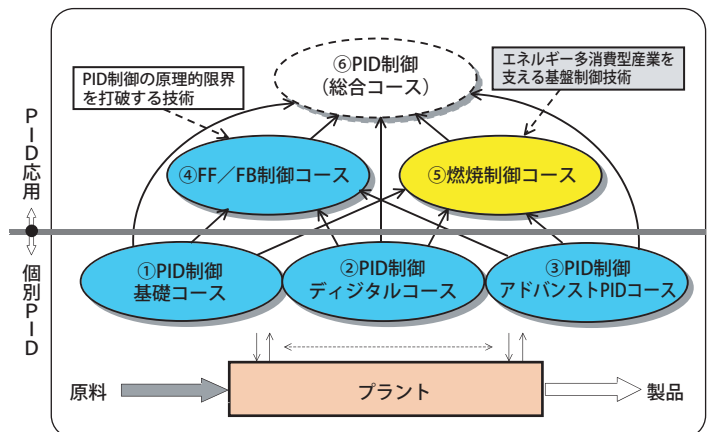 ⑥PID制御
(総合コース)
PID制御の原理的限界
を打破する技術
エネルギー多消費型産業を
支える基盤制御技術
PID応用
④FF／FB制御コース
⑤燃焼制御コース
個別PID
①PID制御
基礎コース
②PID制御
ディジタルコース
③PID制御
アドバンストPIDコース
原料
プラント
製品